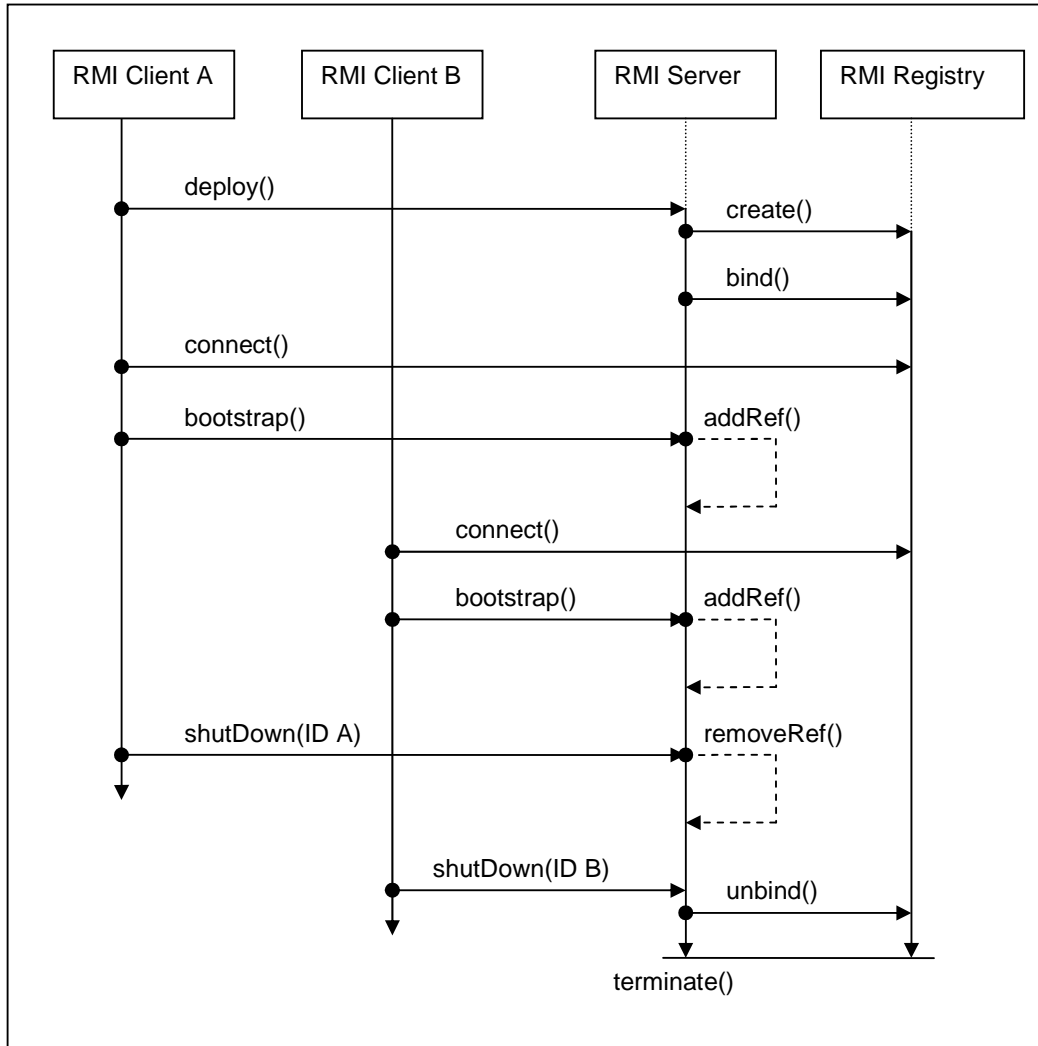 RMI Client A
RMI Client B
RMI Server
RMI Registry
deploy()
create()
bind()
connect()
bootstrap()
addRef()
connect()
bootstrap()
addRef()
shutDown(ID A)
removeRef()
shutDown(ID B)
unbind()
terminate()